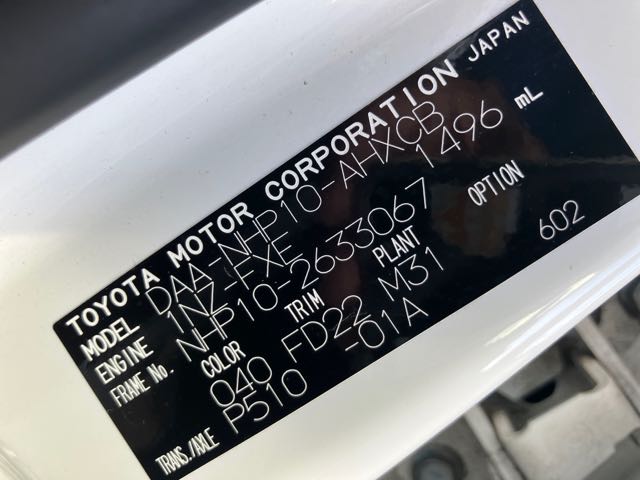 TOYOTA MOTOR CORPORATION JAPAN
MODEL DAA-NHP10-AHXCB
ENGINE 1NZ-FXE 1496 mL
FRAME No. NHP10-2633067
COLOR TRIM PLANT OPTION
040 FD22 M31 602
TRANS./AXLE P510 -01A